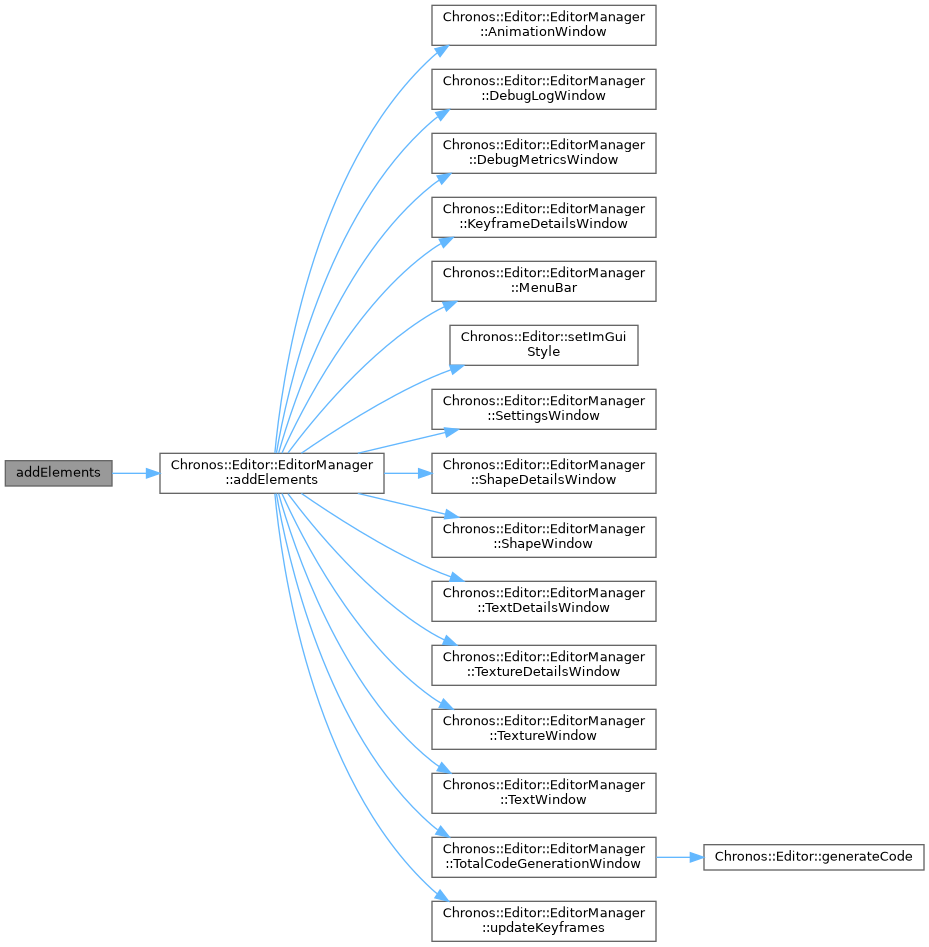 Chronos::Editor::EditorManager
::AnimationWindow
Chronos::Editor::EditorManager
::DebugLogWindow
Chronos::Editor::EditorManager
::DebugMetricsWindow
Chronos::Editor::EditorManager
::KeyframeDetailsWindow
Chronos::Editor::EditorManager
::MenuBar
Chronos::Editor::setImGui
Style
Chronos::Editor::EditorManager
::SettingsWindow
addElements
Chronos::Editor::EditorManager
::addElements
Chronos::Editor::EditorManager
::ShapeDetailsWindow
Chronos::Editor::EditorManager
::ShapeWindow
Chronos::Editor::EditorManager
::TextDetailsWindow
Chronos::Editor::EditorManager
::TextureDetailsWindow
Chronos::Editor::EditorManager
::TextureWindow
Chronos::Editor::EditorManager
::TextWindow
Chronos::Editor::EditorManager
::TotalCodeGenerationWindow
Chronos::Editor::generateCode
Chronos::Editor::EditorManager
::updateKeyframes